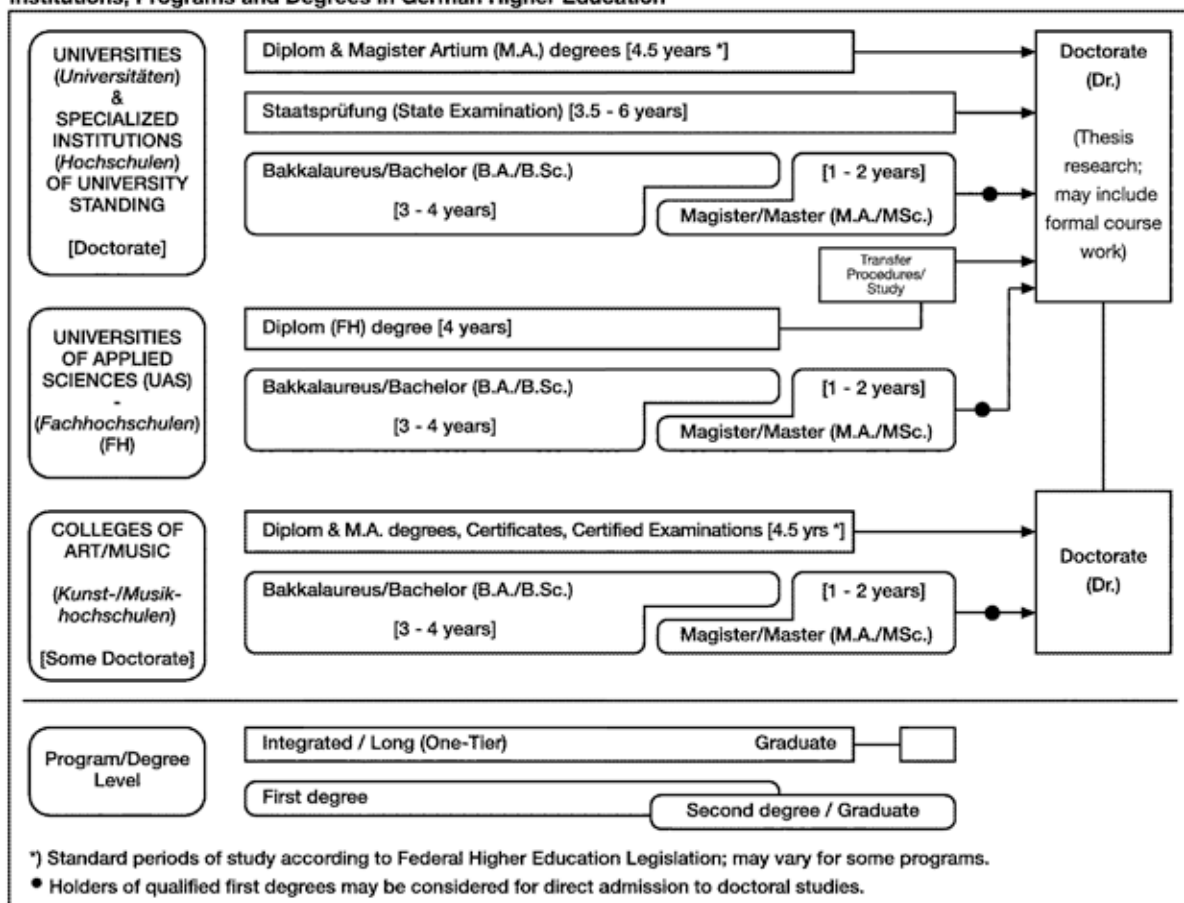 Institutions, Programs and Degrees in German Higher Education
UNIVERSITIES
(Universitäten)
&
SPECIALIZED
INSTITUTIONS
(Hochschulen)
OF UNIVERSITY
STANDING
[Doctorate]
Diplom & Magister Artium (M.A.) degrees [4.5 years *]
Staatsprüfung (State Examination) [3.5 - 6 years]
Bakkalaureus/Bachelor (B.A./B.Sc.)
[3 - 4 years]
[1 - 2 years]
Magister/Master (M.A./MSc.)
Transfer
Procedures/
Study
Doctorate
(Dr.)
(Thesis
research;
may include
formal course
work)
UNIVERSITIES
OF APPLIED
SCIENCES (UAS)
-
(Fachhochschulen)
(FH)
Diplom (FH) degree [4 years]
Bakkalaureus/Bachelor (B.A./B.Sc.)
[3 - 4 years]
[1 - 2 years]
Magister/Master (M.A./MSc.)
COLLEGES OF
ART/MUSIC
(Kunst-/Musik-
hochschulen)
[Some Doctorate]
Diplom & M.A. degrees, Certificates, Certified Examinations [4.5 yrs *]
Bakkalaureus/Bachelor (B.A./B.Sc.)
[3 - 4 years]
[1 - 2 years]
Magister/Master (M.A./MSc.)
Doctorate
(Dr.)
Program/Degree
Level
Integrated / Long (One-Tier) Graduate
First degree
Second degree / Graduate
*) Standard periods of study according to Federal Higher Education Legislation; may vary for some programs.
● Holders of qualified first degrees may be considered for direct admission to doctoral studies.